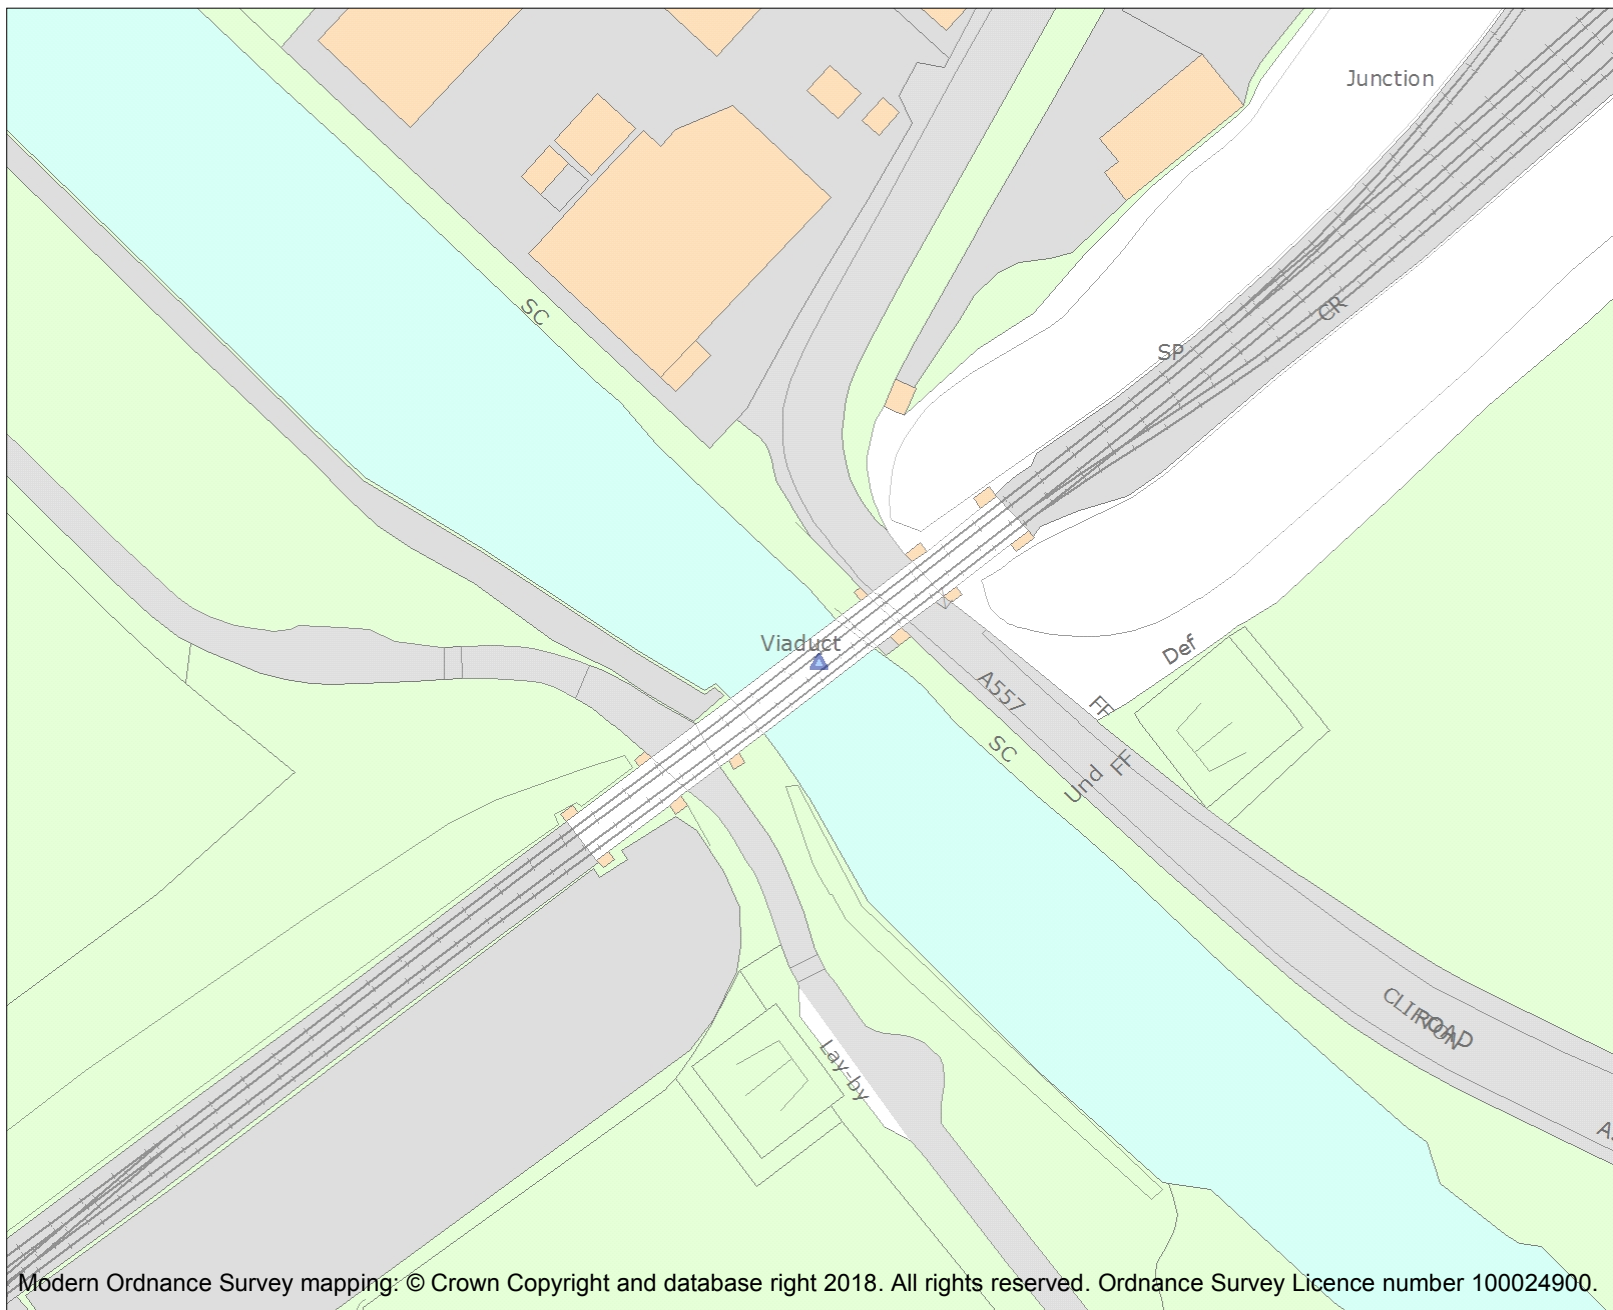 Junction
SC
CR
SP
Viaduct
Def
A557
FF
SC
Und
FF
CLIFTON
ROAD
Lay-by
Modern Ordnance Survey mapping: © Crown Copyright and database right 2018. All rights reserved. Ordnance Survey Licence number 100024900.